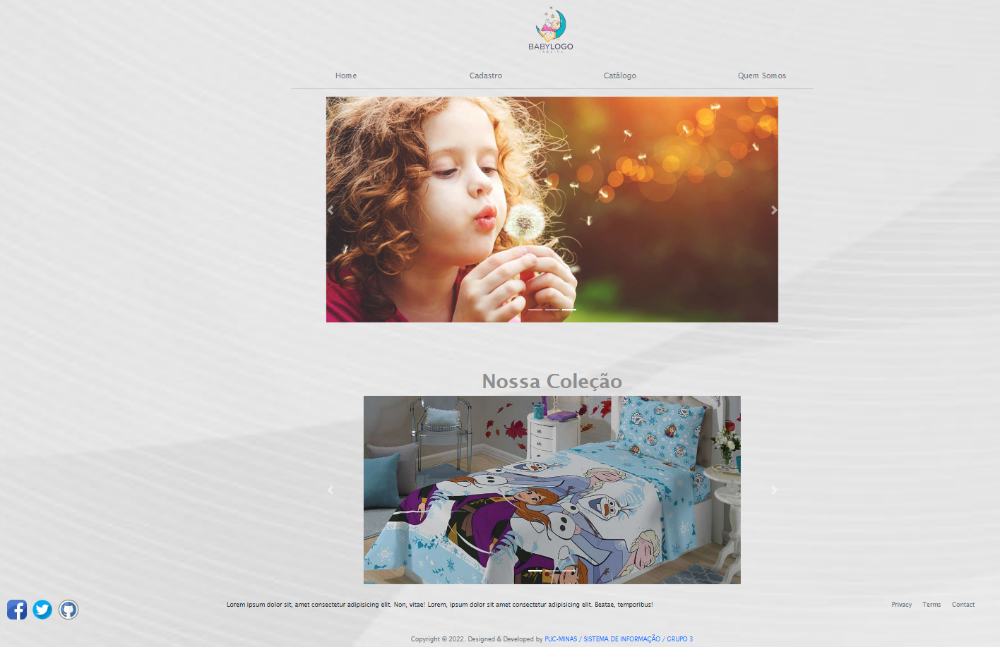 BABYLOGO
TAGLINE
Home Cadastro Catálogo Quem Somos
Nossa Coleção
Lorem ipsum dolor sit, amet consectetur adipisicing elit. Non, vitae! Lorem, ipsum dolor sit amet consectetur adipisicing elit. Beatae, temporibus!
Privacy Terms Contact
Copyright © 2022. Designed & Developed by PUC-MINAS / SISTEMA DE INFORMAÇÃO / GRUPO 3